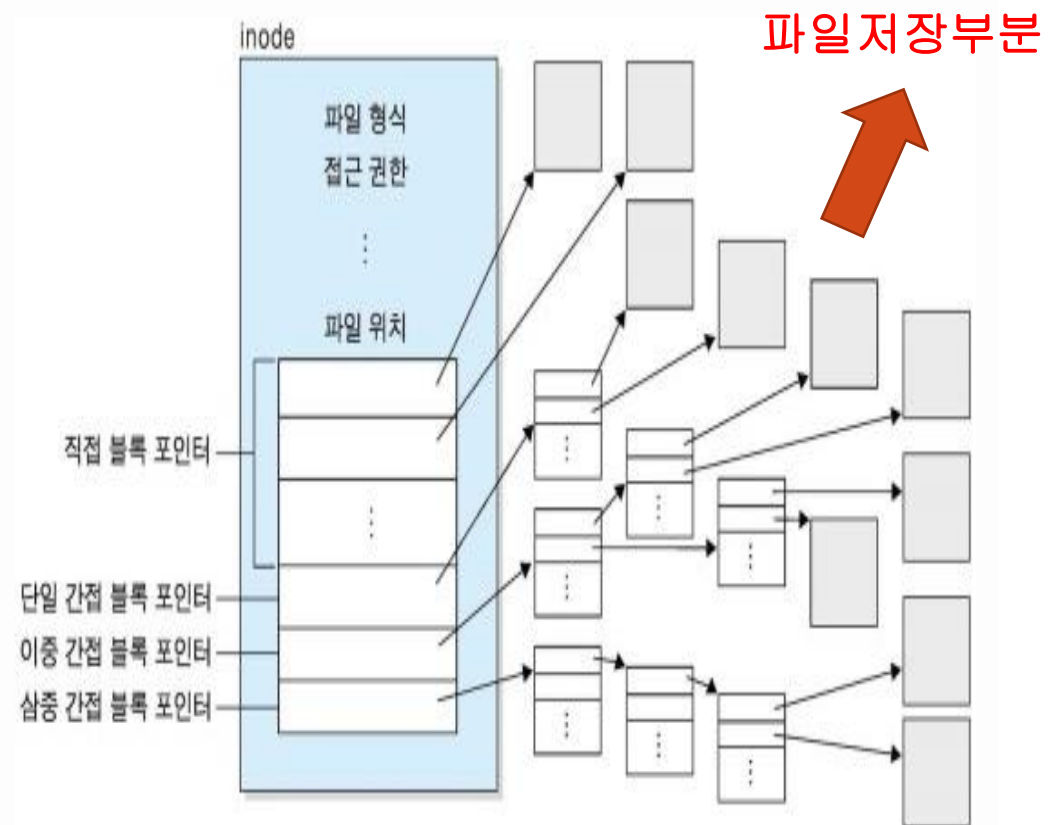 파일저장부분
inode
파일 형식
접근 권한
⋮
파일 위치
직접 블록 포인터
⋮
단일 간접 블록 포인터
이중 간접 블록 포인터
삼중 간접 블록 포인터